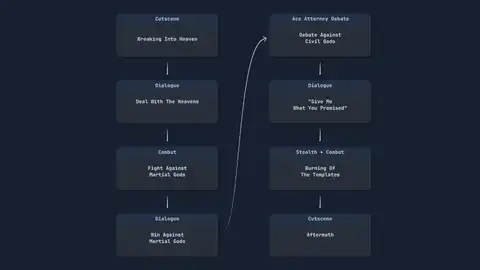 Cutscene
Breaking Into Heaven
Dialogue
Deal With The Heavens
Combat
Fight Against
Martial Gods
Dialogue
Win Against
Martial Gods
Ace Attorney Debate
Debate Against
Civil Gods
Dialogue
"Give Me
What You Promised"
Stealth + Combat
Burning Of
The Templates
Cutscene
Aftermath